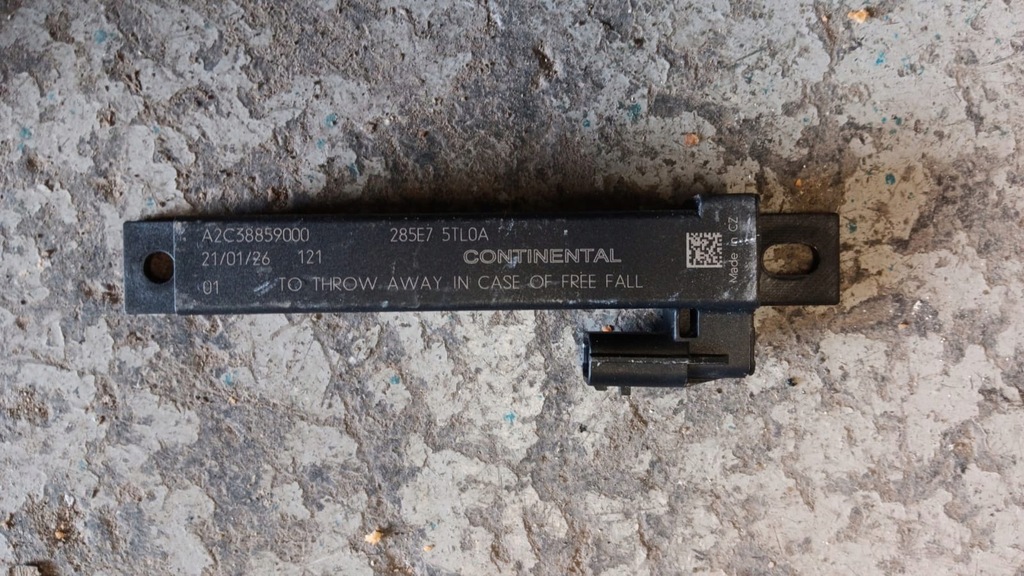 A2C38859000 285E7 5TL0A
21/01/26 121 CONTINENTAL
01 TO THROW AWAY IN CASE OF FREE FALL
Made in CZ